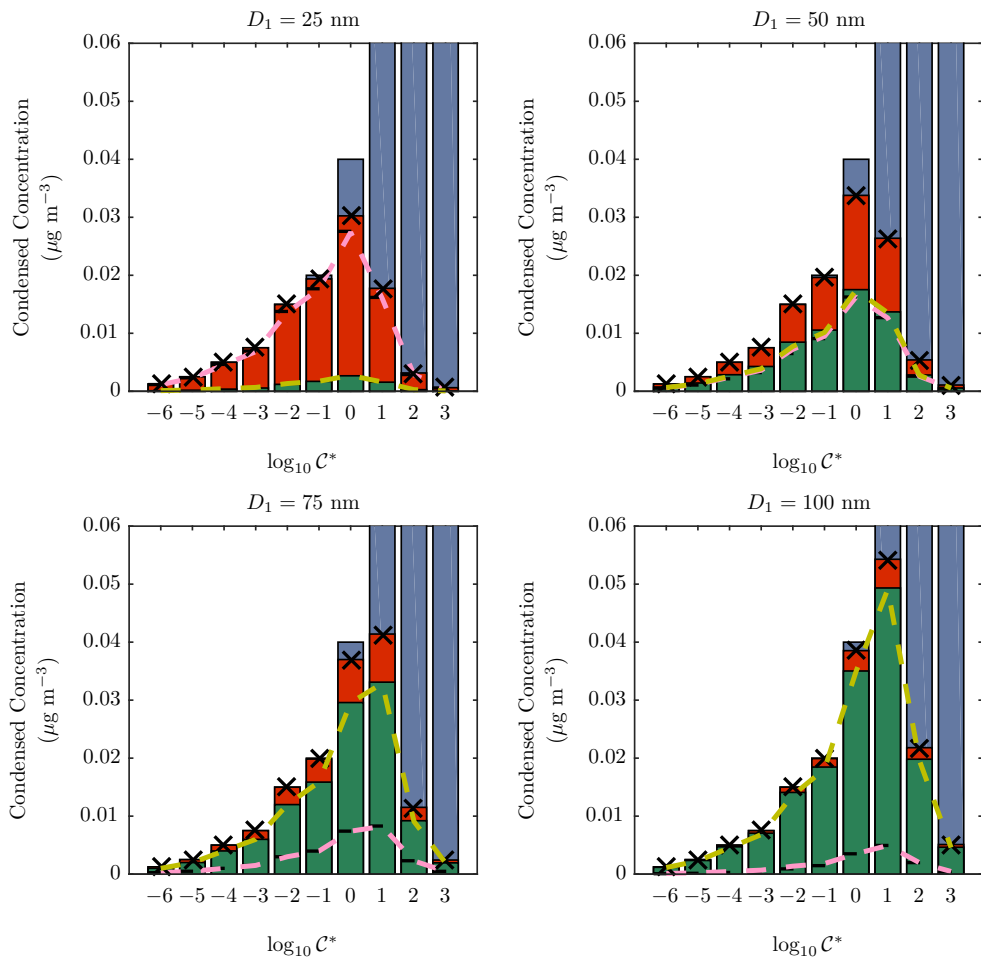 D₁ = 25 nm
0.06
0.05
0.04
0.03
0.02
0.01
0
Condensed Concentration
(μg m⁻³)
−6 −5 −4 −3 −2 −1 0 1 2 3
log₁₀ C*
D₁ = 50 nm
0.06
0.05
0.04
0.03
0.02
0.01
0
Condensed Concentration
(μg m⁻³)
−6 −5 −4 −3 −2 −1 0 1 2 3
log₁₀ C*
D₁ = 75 nm
0.06
0.05
0.04
0.03
0.02
0.01
0
Condensed Concentration
(μg m⁻³)
−6 −5 −4 −3 −2 −1 0 1 2 3
log₁₀ C*
D₁ = 100 nm
0.06
0.05
0.04
0.03
0.02
0.01
0
Condensed Concentration
(μg m⁻³)
−6 −5 −4 −3 −2 −1 0 1 2 3
log₁₀ C*